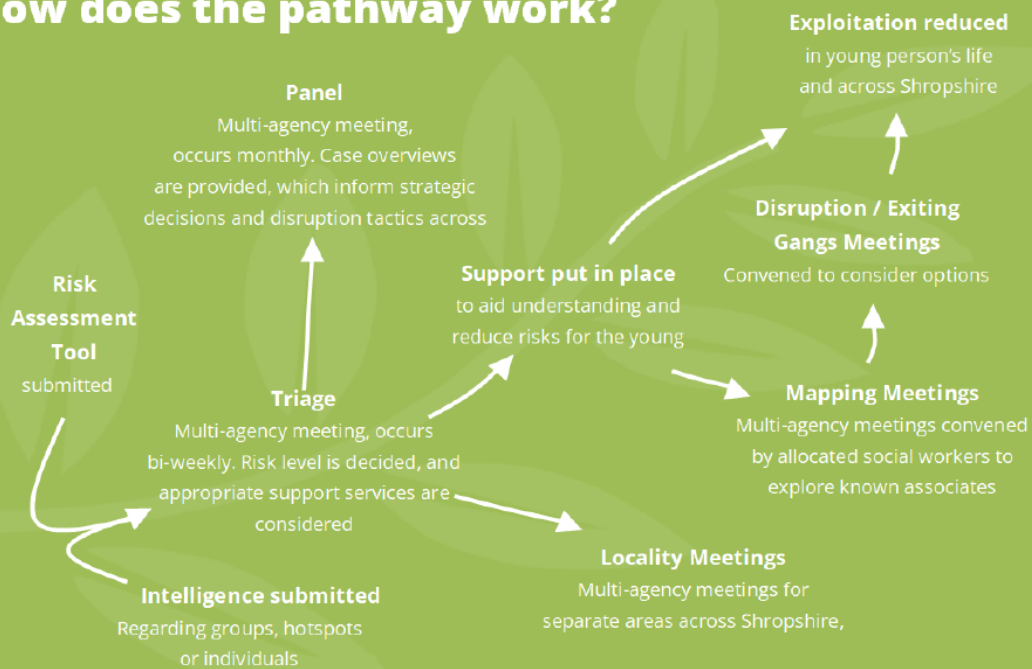 ow does the pathway work?
Exploitation reduced
in young person's life
and across Shropshire
Panel
Multi-agency meeting,
occurs monthly. Case overviews
are provided, which inform strategic
decisions and disruption tactics across
Disruption / Exiting
Gangs Meetings
Convened to consider options
Support put in place
to aid understanding and
reduce risks for the young
Risk
Assessment
Tool
submitted
Triage
Multi-agency meeting, occurs
bi-weekly. Risk level is decided, and
appropriate support services are
considered
Mapping Meetings
Multi-agency meetings convened
by allocated social workers to
explore known associates
Locality Meetings
Multi-agency meetings for
separate areas across Shropshire,
Intelligence submitted
Regarding groups, hotspots
or individuals